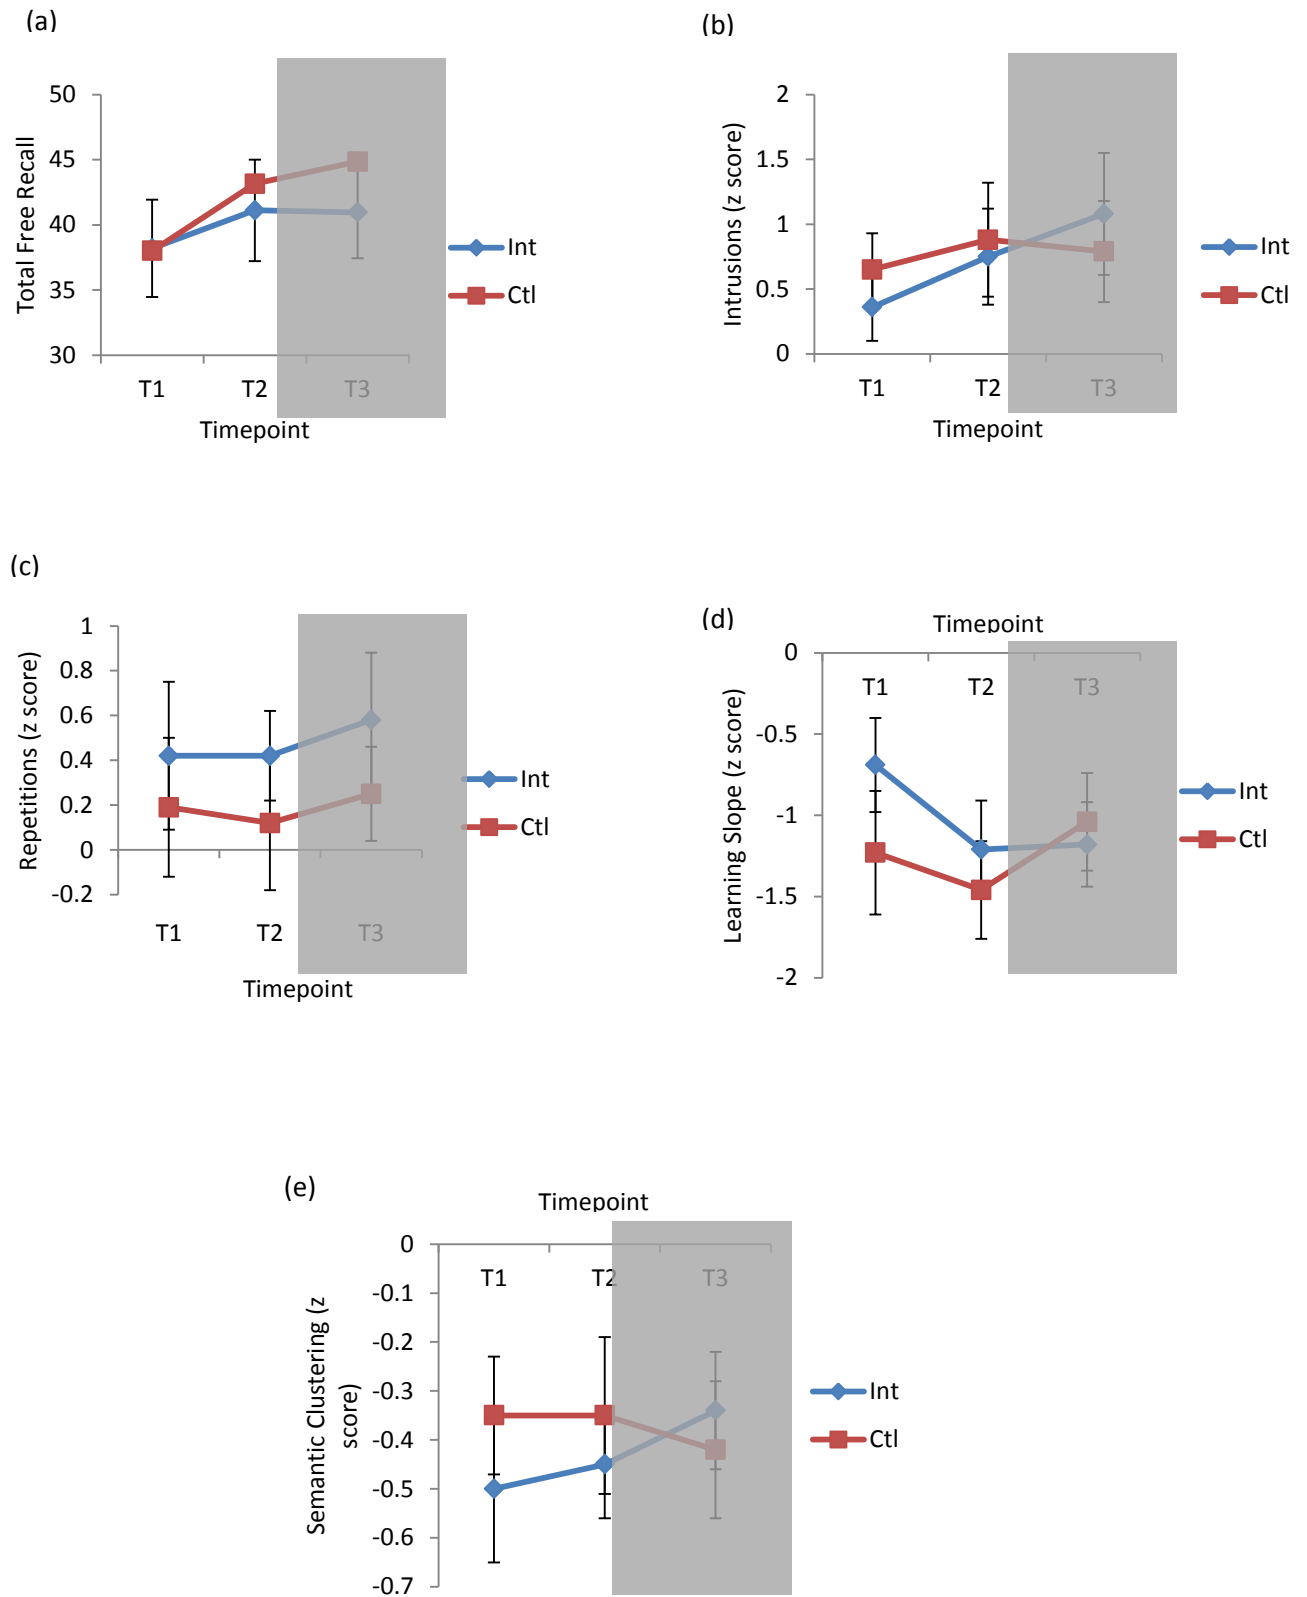 (a)
50
45
40
35
30
Total Free Recall
T1 T2 T3
Timepoint
Int
Ctl
(b)
2
1.5
1
0.5
0
Intrusions (z score)
T1 T2 T3
Timepoint
Int
Ctl
(c)
1
0.8
0.6
0.4
0.2
0
-0.2
Repetitions (z score)
T1 T2 T3
Timepoint
Int
Ctl
(d)
Timepoint
0
-0.5
-1
-1.5
-2
Learning Slope (z score)
T1 T2 T3
Int
Ctl
(e)
Timepoint
0
-0.1
-0.2
-0.3
-0.4
-0.5
-0.6
-0.7
Semantic Clustering (z
score)
T1 T2 T3
Int
Ctl